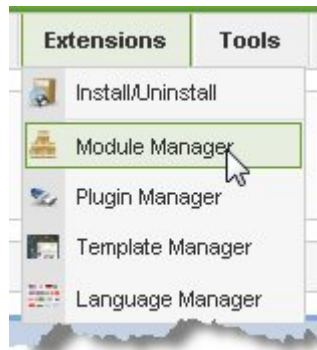 Extensions Tools
Install/Uninstall
Module Manager
Plugin Manager
Template Manager
Language Manager